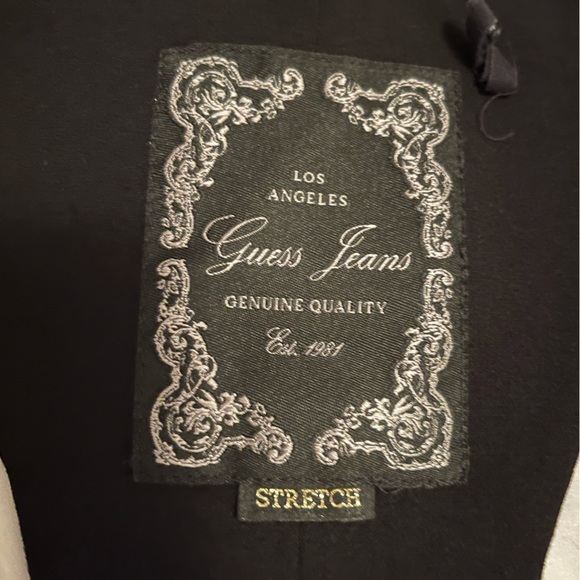 LOS
ANGELES
Guess Jeans
GENUINE QUALITY
Est. 1981
STRETCH